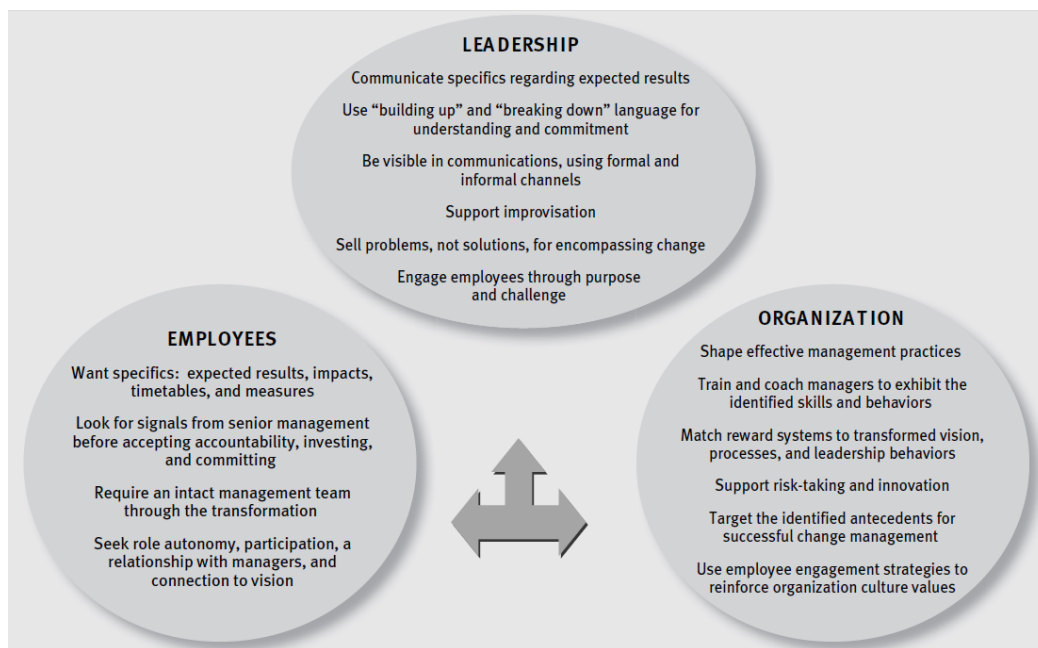 LEADERSHIP
Communicate specifics regarding expected results
Use “building up” and “breaking down” language for
understanding and commitment
Be visible in communications, using formal and
informal channels
Support improvisation
Sell problems, not solutions, for encompassing change
Engage employees through purpose
and challenge
EMPLOYEES
Want specifics: expected results, impacts,
timetables, and measures
Look for signals from senior management
before accepting accountability, investing,
and committing
Require an intact management team
through the transformation
Seek role autonomy, participation, a
relationship with managers, and
connection to vision
ORGANIZATION
Shape effective management practices
Train and coach managers to exhibit the
identified skills and behaviors
Match reward systems to transformed vision,
processes, and leadership behaviors
Support risk-taking and innovation
Target the identified antecedents for
successful change management
Use employee engagement strategies to
reinforce organization culture values